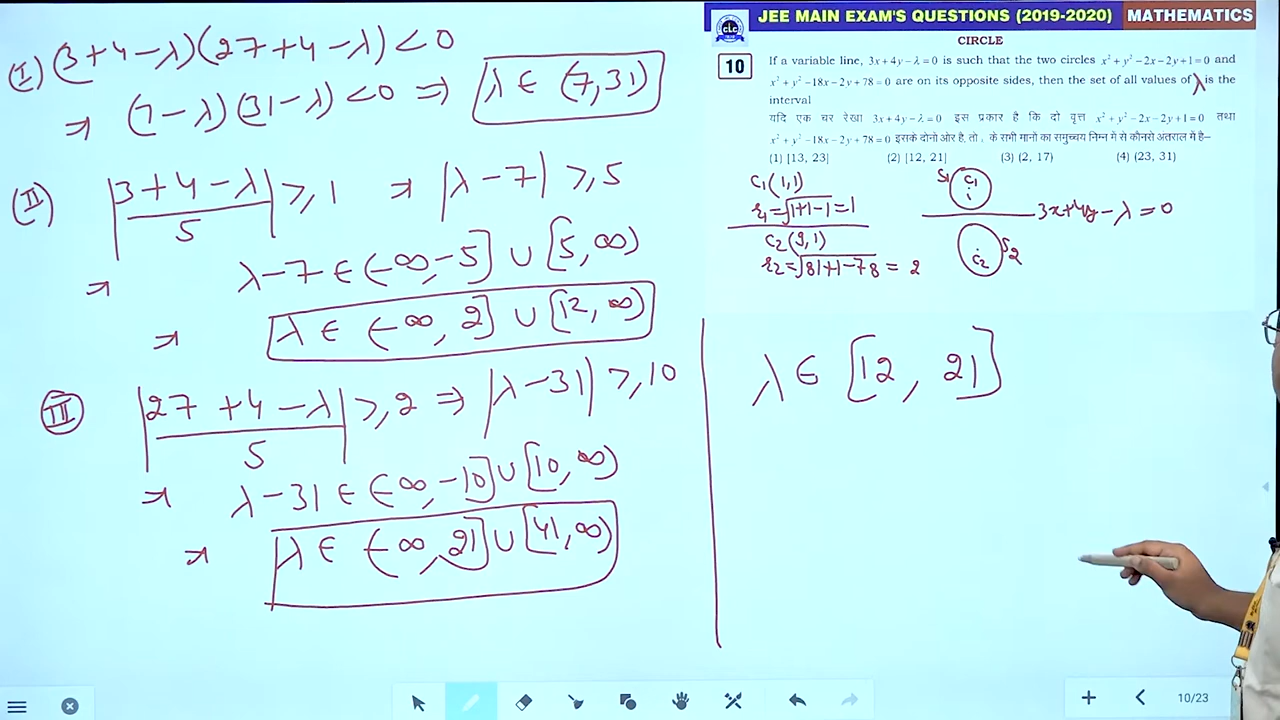 JEE MAIN EXAM'S QUESTIONS (2019-2020) MATHEMATICS
CLC
CIRCLE
10
If a variable line, 3x+4y−λ=0 is such that the two circles x²+y²−2x−2y+1=0 and
x²+y²−18x−2y+78=0 are on its opposite sides, then the set of all values of λ is the
interval
यदि एक चर रेखा 3x+4y−λ=0 इस प्रकार है कि दो वृत्त x²+y²−2x−2y+1=0 तथा
x²+y²−18x−2y+78=0 इसके दोनो ओर है, तो λ के सभी मानों का समुच्चय निम्न में से कौनसे अंतराल में है–
(1) [13, 23] (2) [12, 21] (3) (2, 17) (4) (23, 31)
C₁(1,1)
r₁=√1+1−1=1
C₂(9,1)
r₂=√81+1−78 = 2
S₁ C₁
3x+4y−λ=0
C₂ S₂
(I) (3+4−λ)(27+4−λ)<0
⇒ (7−λ)(31−λ)<0 ⇒ λ∈(7,31)
(II) |3+4−λ/5| ≥ 1 ⇒ |λ−7| ≥ 5
⇒ λ−7∈(−∞,−5] ∪ [5,∞)
⇒ λ∈(−∞, 2] ∪ [12,∞)
(III) |27+4−λ/5| ≥ 2 ⇒ |λ−31| ≥ 10
⇒ λ−31∈(−∞,−10] ∪ [10,∞)
⇒ λ∈(−∞,21] ∪ [41,∞)
λ∈[12, 21]
10/23